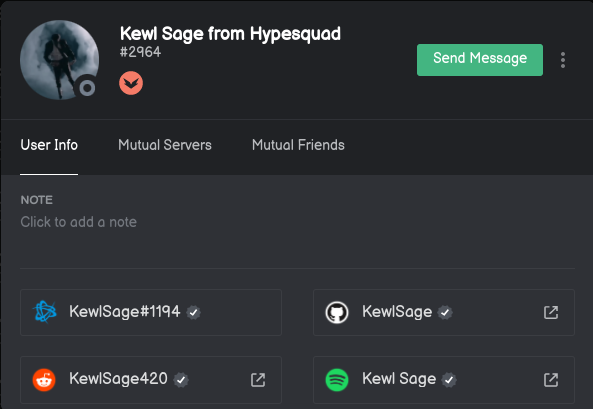 Kewl Sage from Hypesquad
#2964
Send Message
User Info
Mutual Servers
Mutual Friends
NOTE
Click to add a note
KewlSage#1194
KewlSage
KewlSage420
Kewl Sage